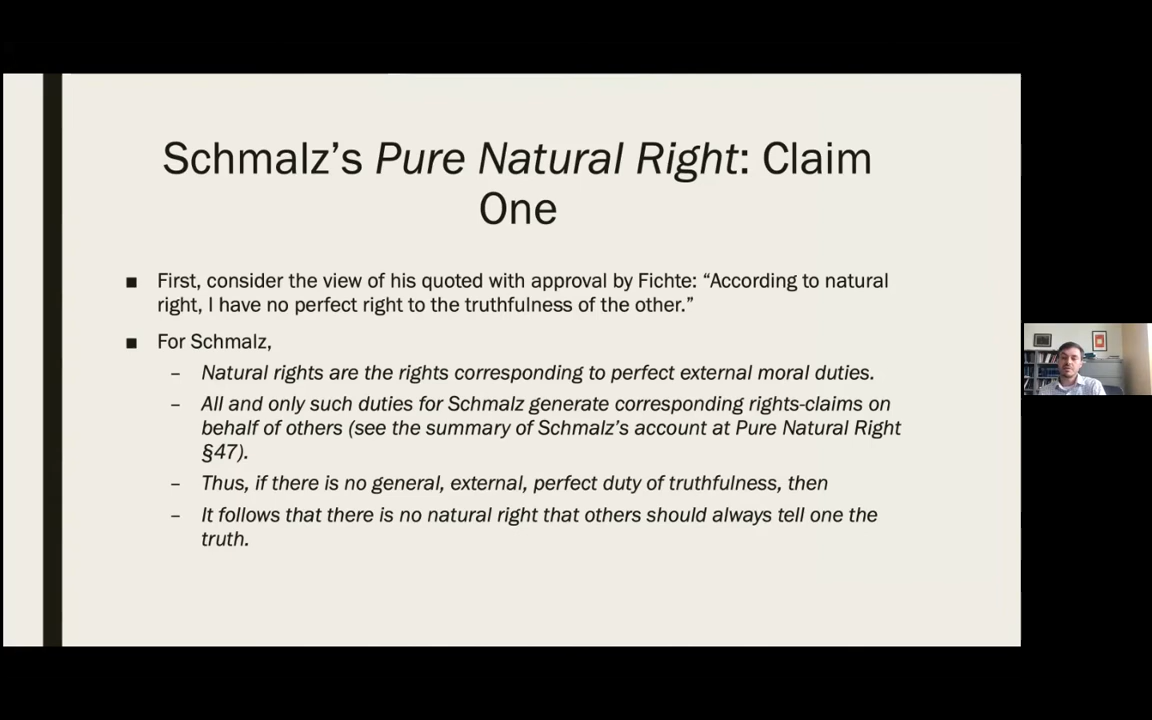 Schmalz’s Pure Natural Right: Claim
One
■ First, consider the view of his quoted with approval by Fichte: “According to natural
right, I have no perfect right to the truthfulness of the other.”
■ For Schmalz,
– Natural rights are the rights corresponding to perfect external moral duties.
– All and only such duties for Schmalz generate corresponding rights-claims on
behalf of others (see the summary of Schmalz’s account at Pure Natural Right
§47).
– Thus, if there is no general, external, perfect duty of truthfulness, then
– It follows that there is no natural right that others should always tell one the
truth.